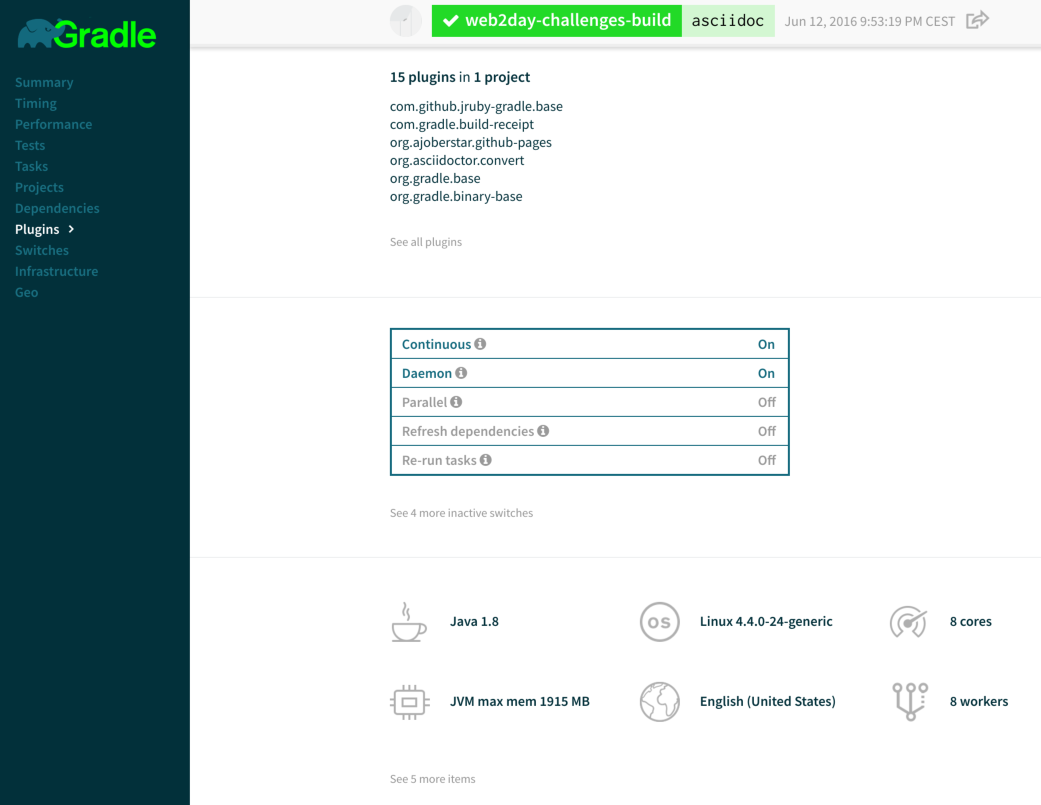 Gradle
web2day-challenges-build asciidoc Jun 12, 2016 9:53:19 PM CEST
Summary
Timing
Performance
Tests
Tasks
Projects
Dependencies
Plugins
Switches
Infrastructure
Geo
15 plugins in 1 project
com.github.jruby-gradle.base
com.gradle.build-receipt
org.ajoberstar.github-pages
org.asciidoctor.convert
org.gradle.base
org.gradle.binary-base
See all plugins
Continuous On
Daemon On
Parallel Off
Refresh dependencies Off
Re-run tasks Off
See 4 more inactive switches
Java 1.8
OS Linux 4.4.0-24-generic
8 cores
JVM max mem 1915 MB
English (United States)
8 workers
See 5 more items